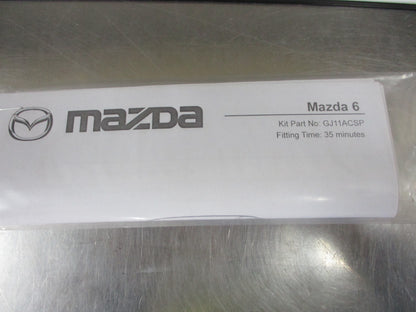 mazda
Mazda 6
Kit Part No: GJ11ACSP
Fitting Time: 35 minutes